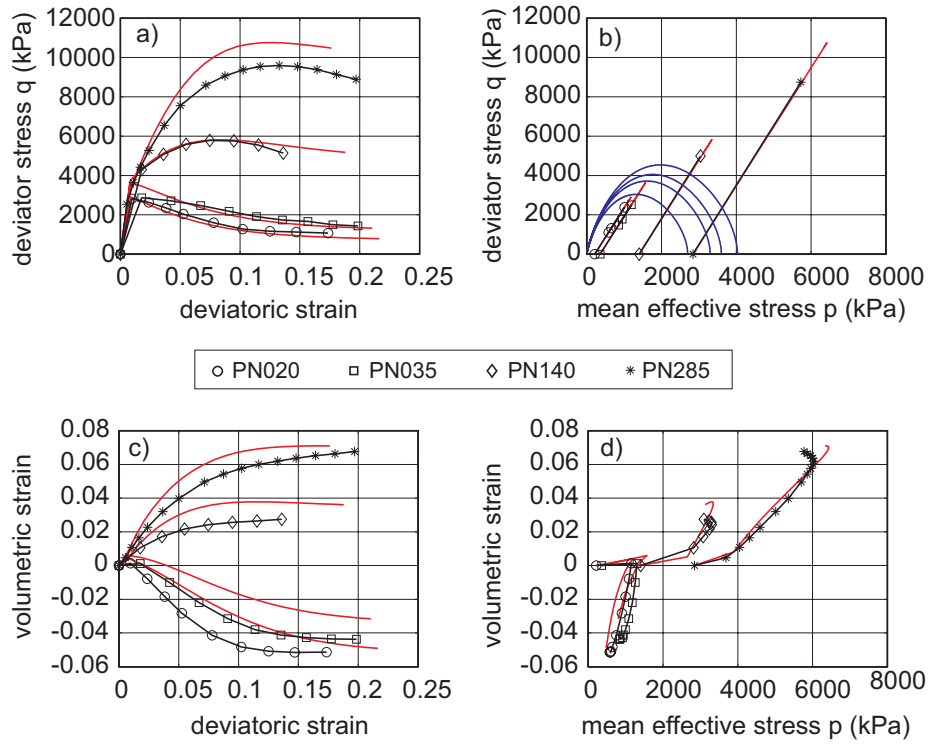 a)
deviator stress q (kPa)
12000
10000
8000
6000
4000
2000
0
0 0.05 0.1 0.15 0.2 0.25
deviatoric strain
b)
deviator stress q (kPa)
12000
10000
8000
6000
4000
2000
0
0 2000 4000 6000 8000
mean effective stress p (kPa)
PN020 PN035 PN140 PN285
c)
volumetric strain
0.08
0.06
0.04
0.02
0
-0.02
-0.04
0.06
0 0.05 0.1 0.15 0.2 0.25
deviatoric strain
d)
volumetric strain
0.08
0.06
0.04
0.02
0
-0.02
-0.04
-0.06
0 2000 4000 6000 8000
mean effective stress p (kPa)